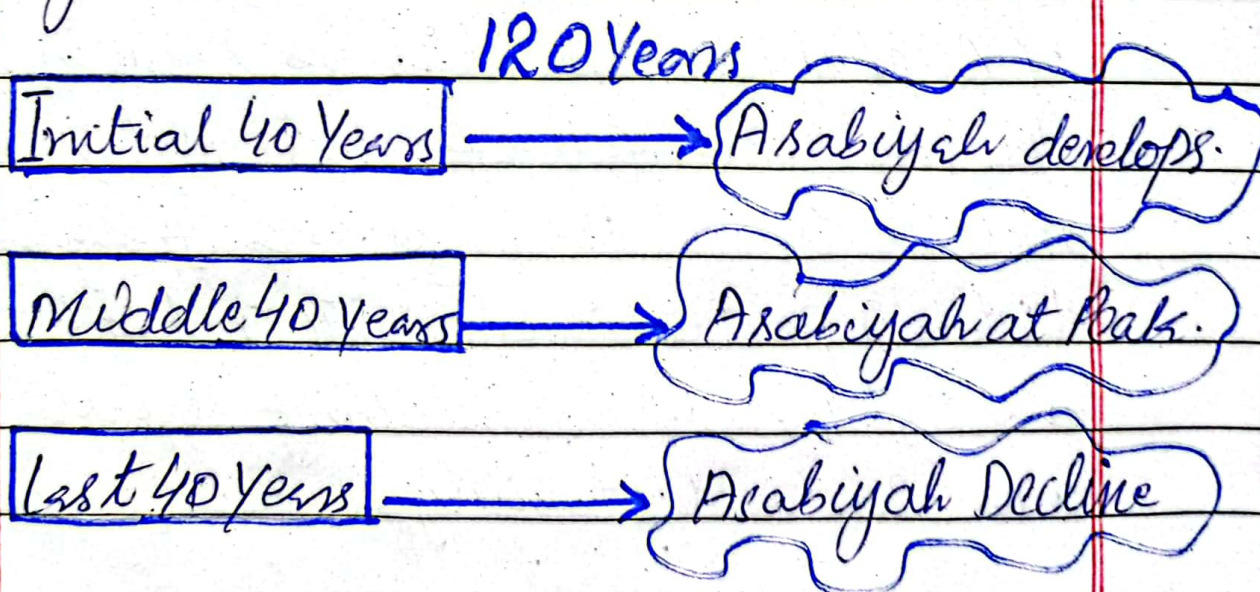 120 Years
Initial 40 Years
Asabiyah develops.
Middle 40 Years
Asabiyah at Peak.
Last 40 Years
Asabiyah Decline